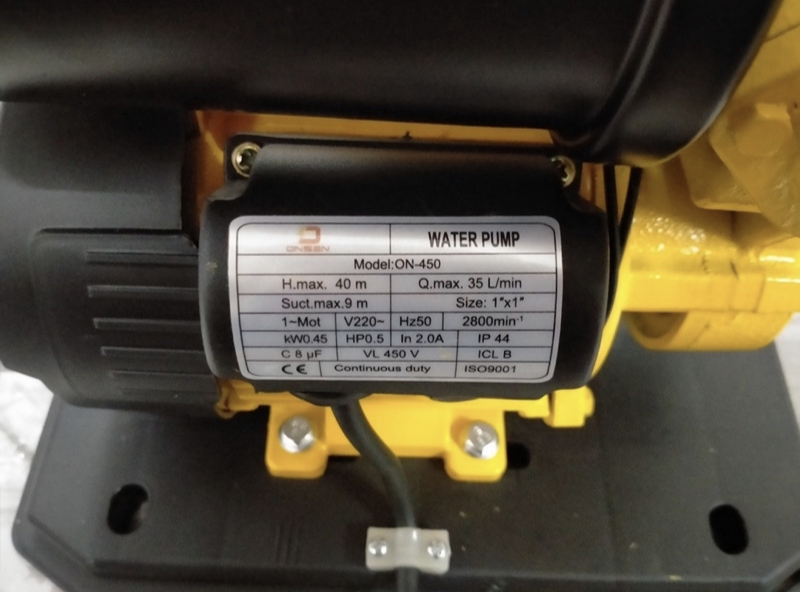 ONSEN WATER PUMP
Model:ON-450
H.max. 40 m Q.max. 35 L/min
Suct.max.9 m Size: 1"x1"
1~Mot V220~ Hz50 2800min⁻¹
kW0.45 HP0.5 In 2.0A IP 44
C 8 µF VL 450 V ICL B
CE Continuous duty ISO9001